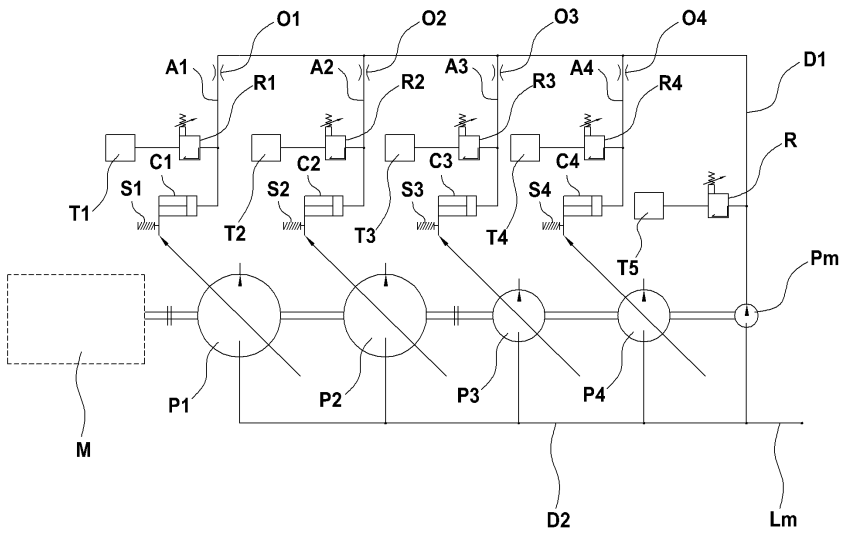 O1
O2
O3
O4
A1
A2
A3
A4
D1
R1
R2
R3
R4
R
C1
C2
C3
C4
S1
S2
S3
S4
T1
T2
T3
T4
T5
Pm
P1
P2
P3
P4
M
D2
Lm